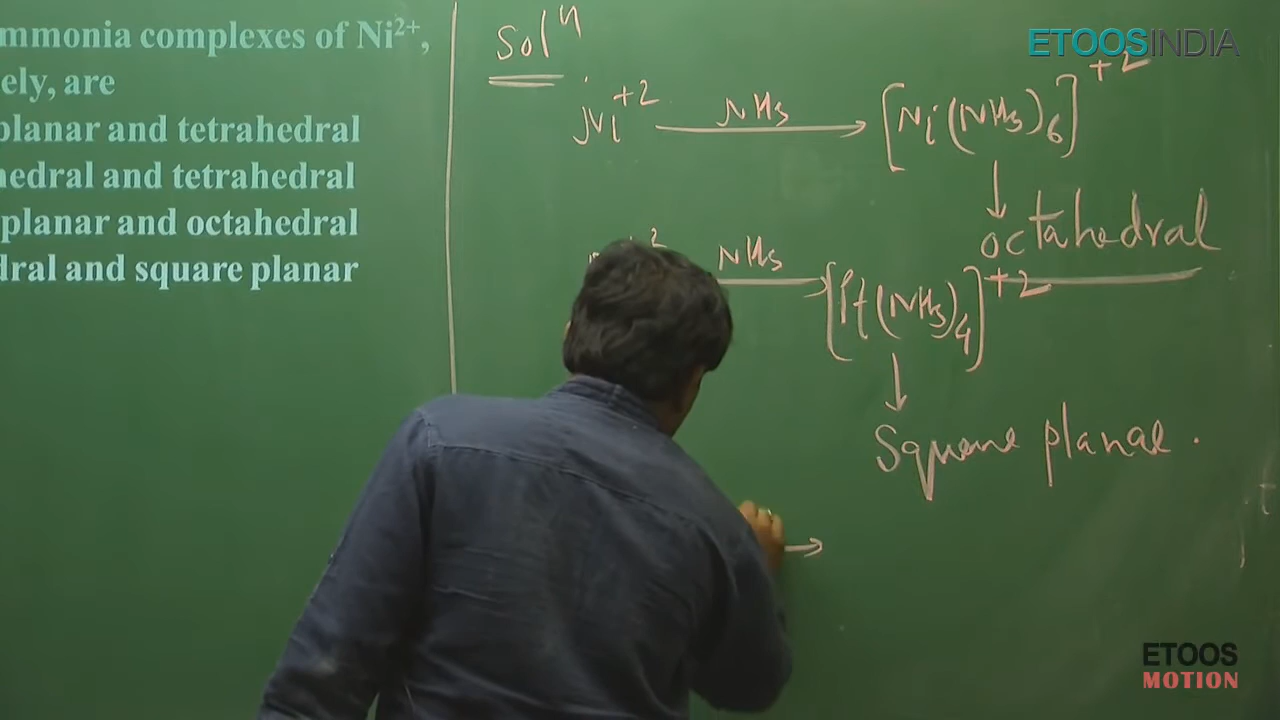 mmonia complexes of Ni²⁺,
ely, are
planar and tetrahedral
hedral and tetrahedral
planar and octahedral
dral and square planar
Solⁿ
Ni⁺² NH₃ [Ni(NH₃)₆]⁺²
octahedral
² NH₃ [Pt(NH₃)₄]⁺²
Square planar.
ETOOSINDIA
ETOOS
MOTION